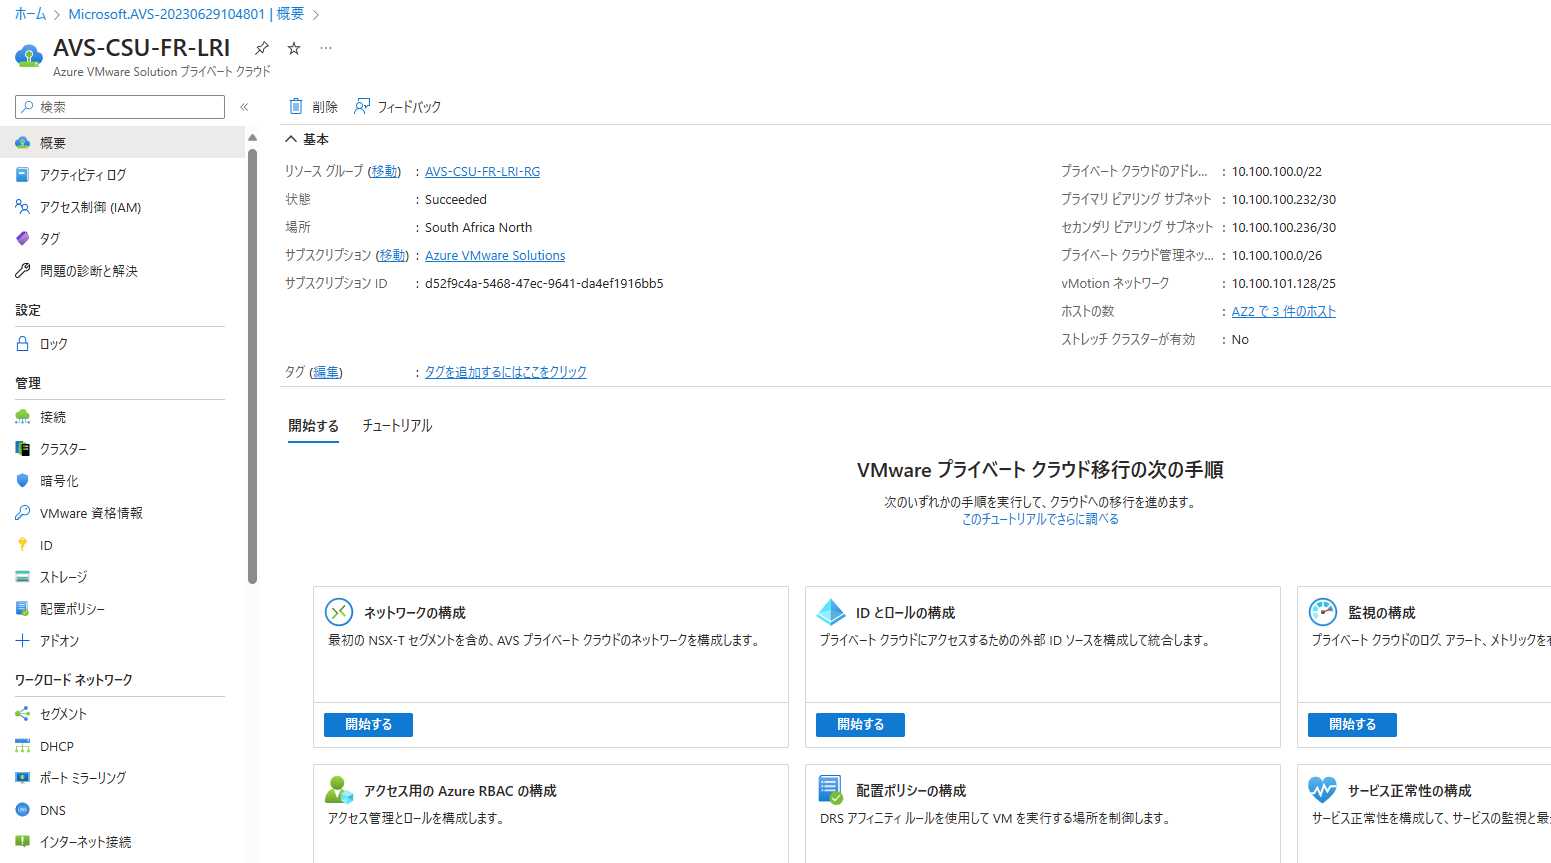 ホーム > Microsoft.AVS-20230629104801 | 概要 >
AVS-CSU-FR-LRI
Azure VMware Solution プライベート クラウド
検索
概要
アクティビティ ログ
アクセス制御 (IAM)
タグ
問題の診断と解決
設定
ロック
管理
接続
クラスター
暗号化
VMware 資格情報
ID
ストレージ
配置ポリシー
アドオン
ワークロード ネットワーク
セグメント
DHCP
ポート ミラーリング
DNS
インターネット接続
削除 フィードバック
基本
リソース グループ (移動) : AVS-CSU-FR-LRI-RG
状態 : Succeeded
場所 : South Africa North
サブスクリプション (移動) : Azure VMware Solutions
サブスクリプション ID : d52f9c4a-5468-47ec-9641-da4ef1916bb5
プライベート クラウドのアドレ... : 10.100.100.0/22
プライマリ ピアリング サブネット : 10.100.100.232/30
セカンダリ ピアリング サブネット : 10.100.100.236/30
プライベート クラウド管理ネッ... : 10.100.100.0/26
vMotion ネットワーク : 10.100.101.128/25
ホストの数 : AZ2 で 3 件のホスト
ストレッチ クラスターが有効 : No
タグ (編集) : タグを追加するにはここをクリック
開始する チュートリアル
VMware プライベート クラウド移行の次の手順
次のいずれかの手順を実行して、クラウドへの移行を進めます。
このチュートリアルでさらに調べる
ネットワークの構成
最初の NSX-T セグメントを含め、AVS プライベート クラウドのネットワークを構成します。
開始する
ID とロールの構成
プライベート クラウドにアクセスするための外部 ID ソースを構成して統合します。
開始する
監視の構成
プライベート クラウドのログ、アラート、メトリックを
開始する
アクセス用の Azure RBAC の構成
アクセス管理とロールを構成します。
配置ポリシーの構成
DRS アフィニティ ルールを使用して VM を実行する場所を制御します。
サービス正常性の構成
サービス正常性を構成して、サービスの監視と最